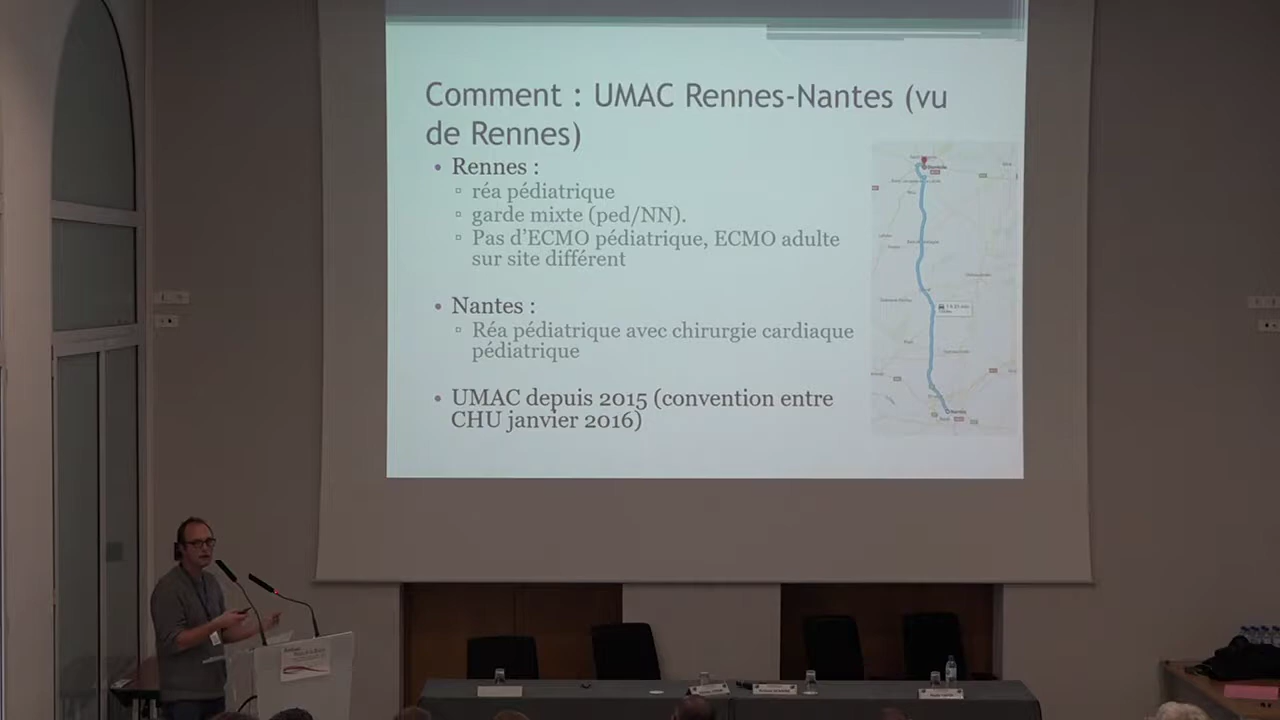 Comment : UMAC Rennes-Nantes (vu
de Rennes)
• Rennes :
▫ réa pédiatrique
▫ garde mixte (ped/NN).
▫ Pas d’ECMO pédiatrique, ECMO adulte
sur site différent
• Nantes :
▫ Réa pédiatrique avec chirurgie cardiaque
pédiatrique
• UMAC depuis 2015 (convention entre
CHU janvier 2016)